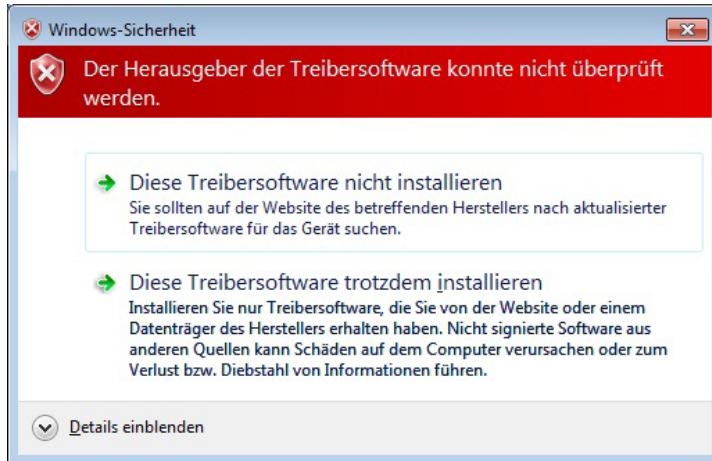 Windows-Sicherheit
Der Herausgeber der Treibersoftware konnte nicht überprüft
werden.
Diese Treibersoftware nicht installieren
Sie sollten auf der Website des betreffenden Herstellers nach aktualisierter
Treibersoftware für das Gerät suchen.
Diese Treibersoftware trotzdem installieren
Installieren Sie nur Treibersoftware, die Sie von der Website oder einem
Datenträger des Herstellers erhalten haben. Nicht signierte Software aus
anderen Quellen kann Schäden auf dem Computer verursachen oder zum
Verlust bzw. Diebstahl von Informationen führen.
Details einblenden